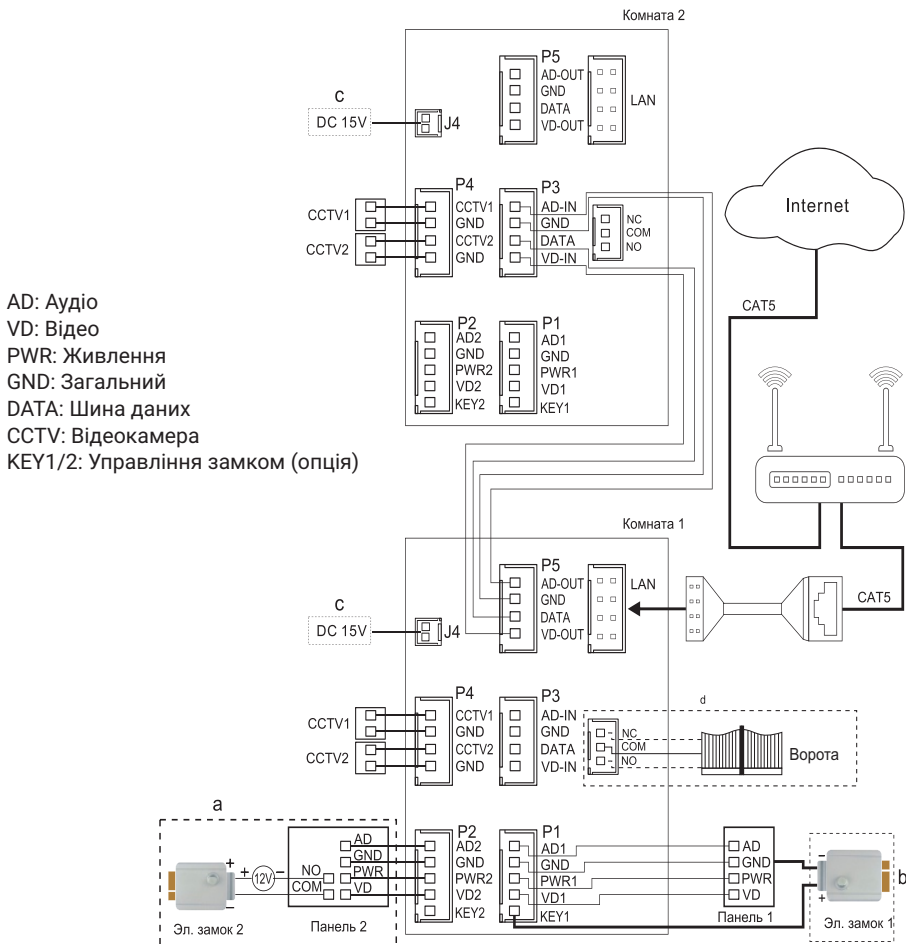 Комната 2
P5
AD-OUT
GND
DATA
VD-OUT
LAN
C
DC 15V
J4
P4
CCTV1
GND
CCTV2
GND
P3
AD-IN
GND
DATA
VD-IN
NC
COM
NO
CCTV1
CCTV2
Internet
CAT5
AD: Аудіо
VD: Відео
PWR: Живлення
GND: Загальний
DATA: Шина даних
CCTV: Відеокамера
KEY1/2: Управління замком (опція)
P2
AD2
GND
PWR2
VD2
KEY2
P1
AD1
GND
PWR1
VD1
KEY1
Комната 1
P5
AD-OUT
GND
DATA
VD-OUT
LAN
CAT5
C
DC 15V
J4
P4
CCTV1
GND
CCTV2
GND
P3
AD-IN
GND
DATA
VD-IN
CCTV1
CCTV2
d
NC
COM
NO
Ворота
a
+
+
12V
–
–
NO
COM
AD
GND
PWR
VD
Эл. замок 2
Панель 2
P2
AD2
GND
PWR2
VD2
KEY2
P1
AD1
GND
PWR1
VD1
KEY1
AD
GND
PWR
VD
Панель 1
–
+
b
Эл. замок 1